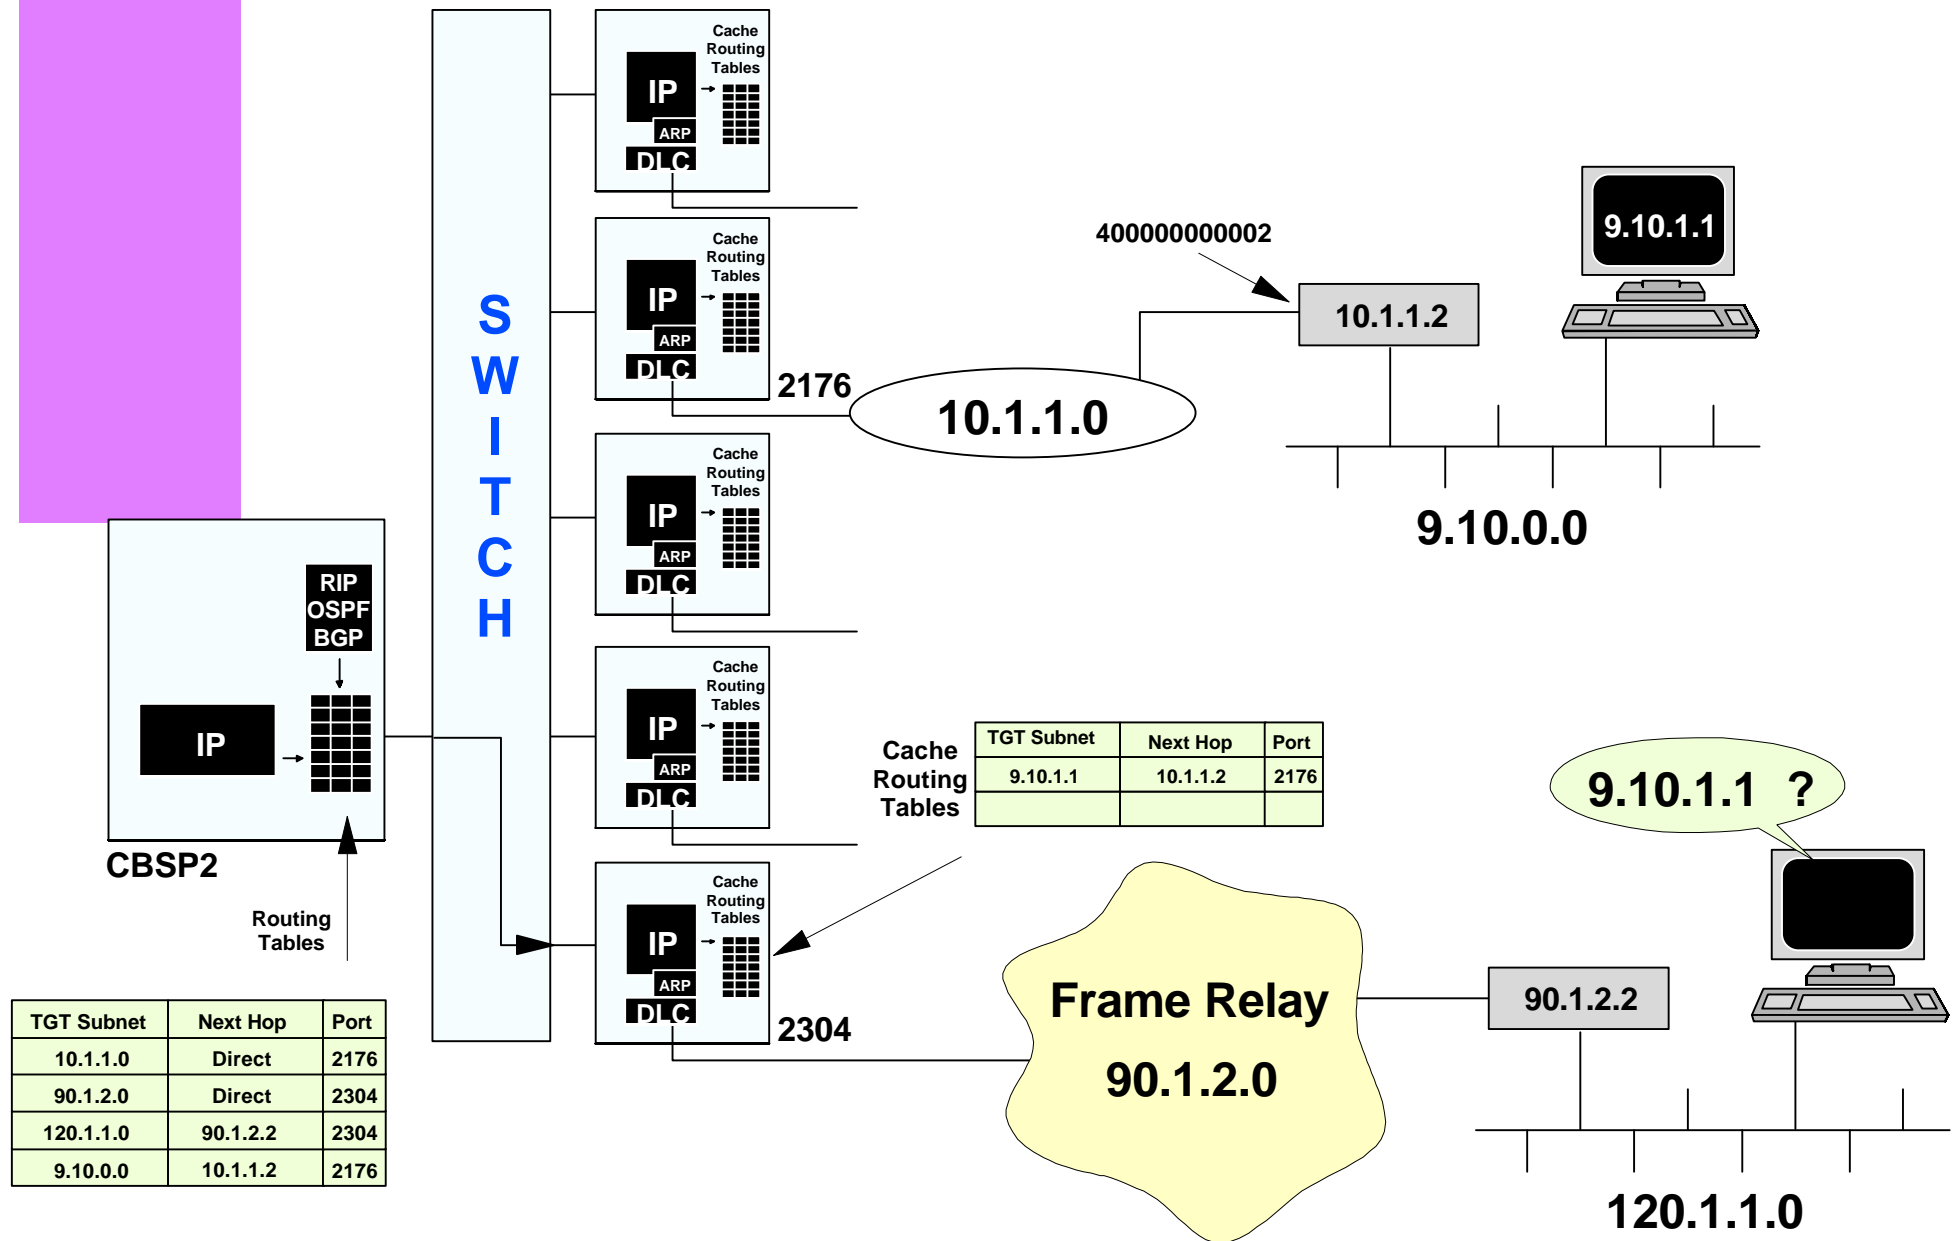 Cache
Routing
Tables
IP
ARP
DLC
Cache
Routing
Tables
IP
ARP
DLC
2176
Cache
Routing
Tables
IP
ARP
DLC
Cache
Routing
Tables
IP
ARP
DLC
Cache
Routing
Tables
IP
ARP
DLC
2304
S
W
I
T
C
H
400000000002
10.1.1.2
9.10.1.1
10.1.1.0
9.10.0.0
RIP
OSPF
BGP
IP
CBSP2
Routing
Tables
TGT Subnet Next Hop Port
10.1.1.0 Direct 2176
90.1.2.0 Direct 2304
120.1.1.0 90.1.2.2 2304
9.10.0.0 10.1.1.2 2176
Cache
Routing
Tables
TGT Subnet Next Hop Port
9.10.1.1 10.1.1.2 2176
9.10.1.1 ?
Frame Relay
90.1.2.0
90.1.2.2
120.1.1.0